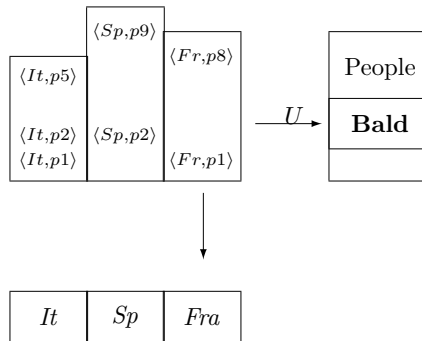 ⟨Sp,p9⟩
⟨Fr,p8⟩
⟨It,p5⟩
People
U
Bald
⟨It,p2⟩
⟨Sp,p2⟩
⟨It,p1⟩
⟨Fr,p1⟩
It
Sp
Fra